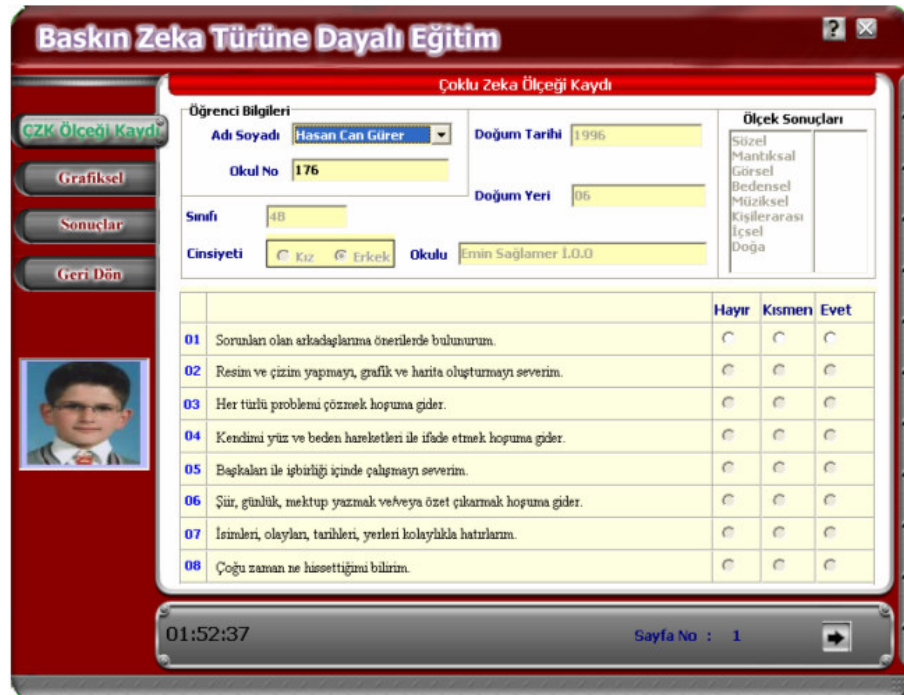 Baskın Zeka Türüne Dayalı Eğitim
?
Çoklu Zeka Ölçeği Kaydı
ÇZK Ölçeği Kaydı
Grafiksel
Sonuçlar
Geri Dön
Öğrenci Bilgileri
Adı Soyadı Hasan Can Gürer
Okul No 176
Doğum Tarihi 1996
Doğum Yeri 06
Sınıfı 4B
Cinsiyeti Kız Erkek Okulu Emin Sağlamer İ.O.O
Ölçek Sonuçları
Sözel
Mantıksal
Görsel
Bedensel
Müziksel
Kişilerarası
İçsel
Doğa
Hayır Kısmen Evet
01 Sorunları olan arkadaşlarıma önerilerde bulunurum.
02 Resim ve çizim yapmayı, grafik ve harita oluşturmayı severim.
03 Her türlü problemi çözmek hoşuma gider.
04 Kendimi yüz ve beden hareketleri ile ifade etmek hoşuma gider.
05 Başkaları ile işbirliği içinde çalışmayı severim.
06 Şiir, günlük, mektup yazmak ve/veya özet çıkarmak hoşuma gider.
07 İsimleri, olayları, tarihleri, yerleri kolaylıkla hatırlarım.
08 Çoğu zaman ne hissettiğimi bilirim.
01:52:37
Sayfa No : 1